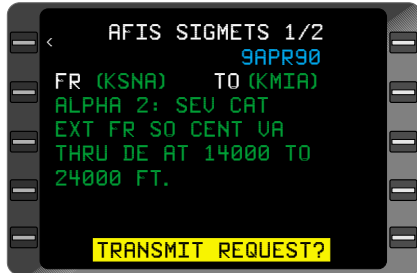 < AFIS SIGMETS 1/2
9APR90
FR (KSNA) TO (KMIA)
ALPHA 2: SEV CAT
EXT FR SO CENT VA
THRU DE AT 14000 TO
24000 FT.
TRANSMIT REQUEST?